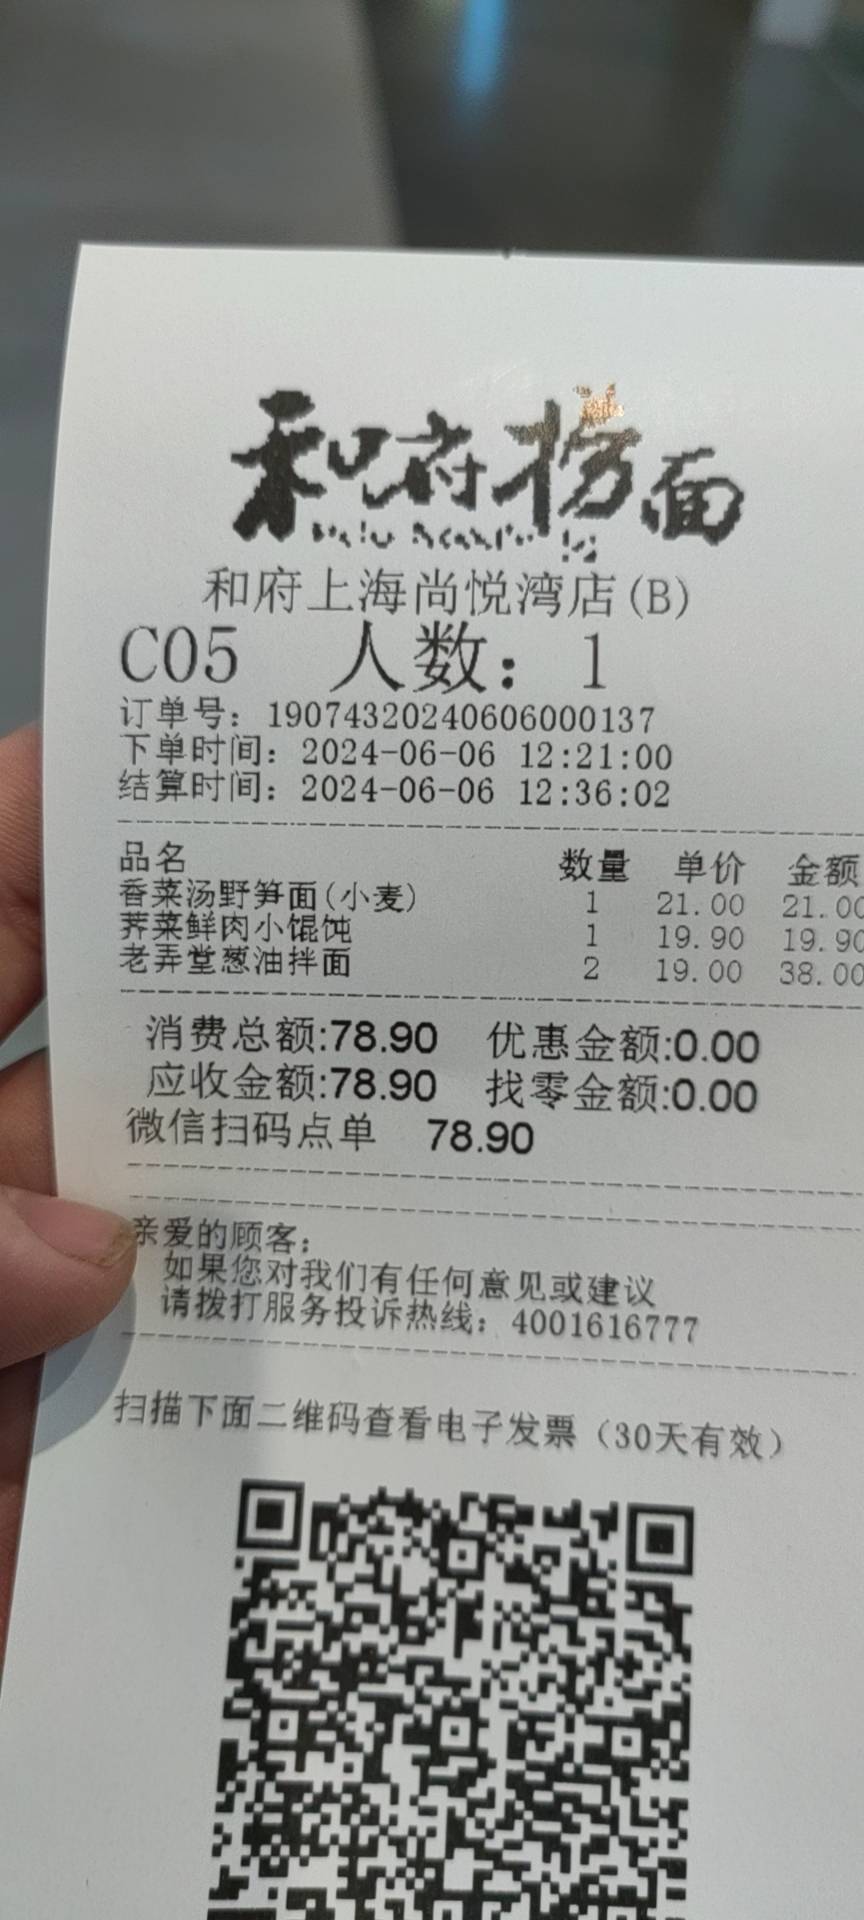 和府捞面
和府上海尚悦湾店(B)
C05 人数: 1
订单号: 19074320240606000137
下单时间: 2024-06-06 12:21:00
结算时间: 2024-06-06 12:36:02
品名 数量 单价 金额
香菜汤野笋面(小麦) 1 21.00 21.00
荠菜鲜肉小馄饨 1 19.90 19.90
老弄堂葱油拌面 2 19.00 38.00
消费总额:78.90 优惠金额:0.00
应收金额:78.90 找零金额:0.00
微信扫码点单 78.90
亲爱的顾客:
如果您对我们有任何意见或建议
请拨打服务投诉热线: 4001616777
扫描下面二维码查看电子发票 (30天有效)